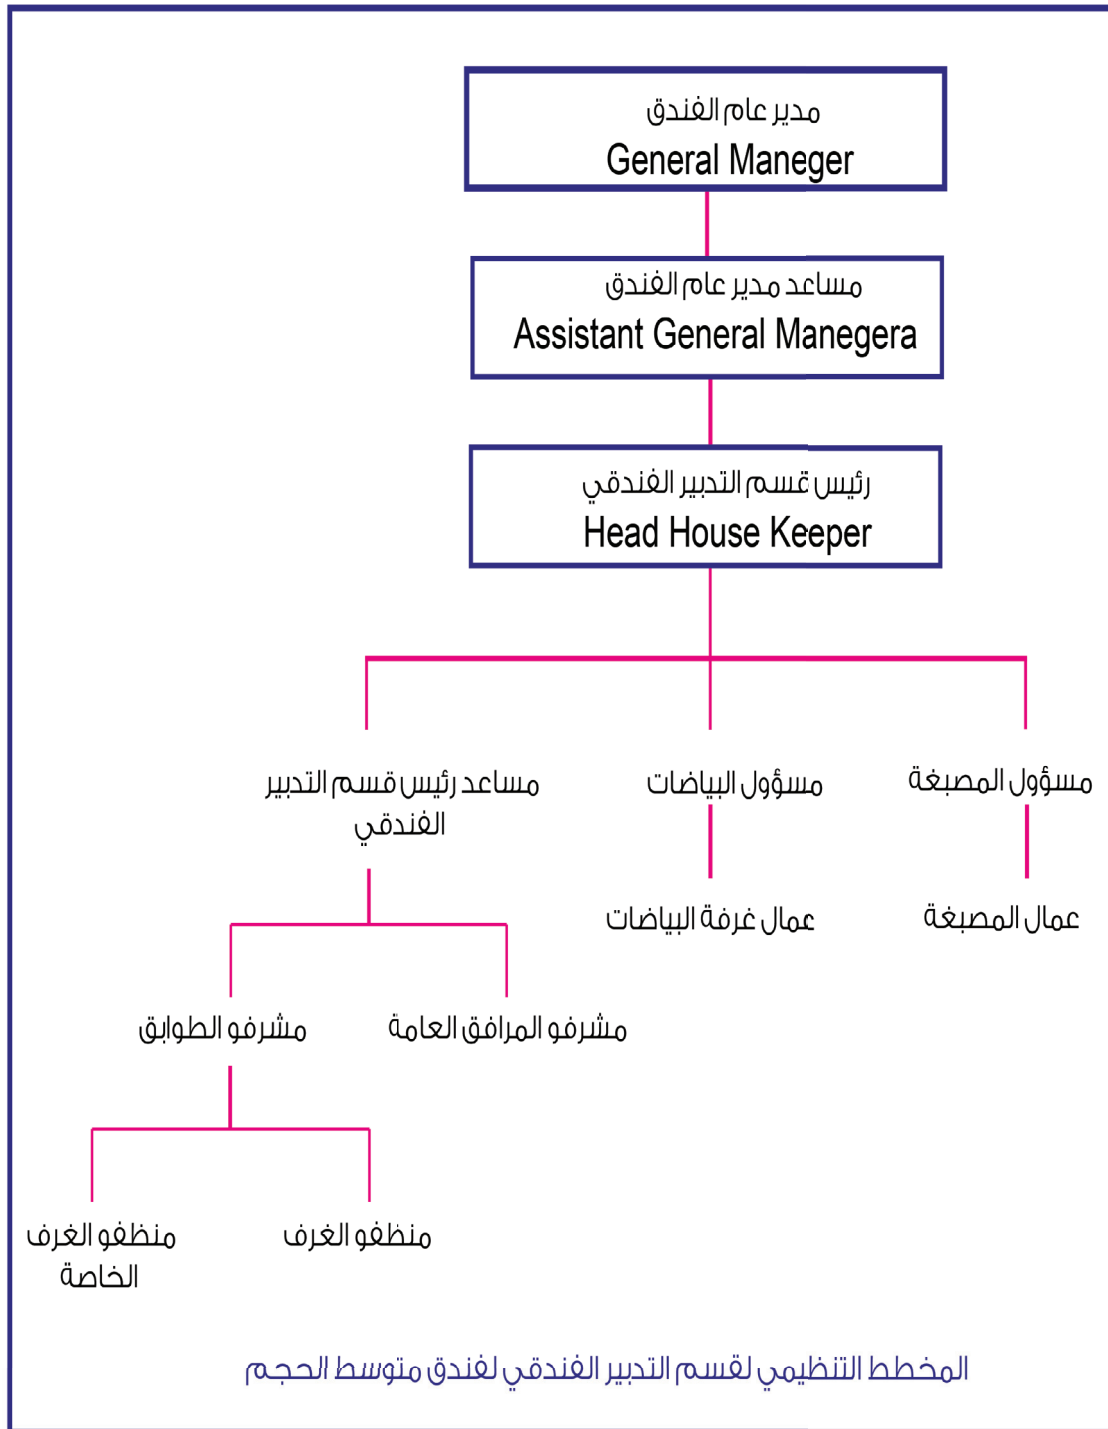 مدير عام الفندق
General Maneger
مساعد مدير عام الفندق
Assistant General Manegera
رئيس قسم التدبير الفندقي
Head House Keeper
مسؤول المصبغة
مسؤول البياضات
مساعد رئيس قسم التدبير
الفندقي
عمال المصبغة
عمال غرفة البياضات
مشرفو المرافق العامة
مشرفو الطوابق
منظفو الغرف
منظفو الغرف
الخاصة
المخطط التنظيمي لقسم التدبير الفندقي لفندق متوسط الحجم